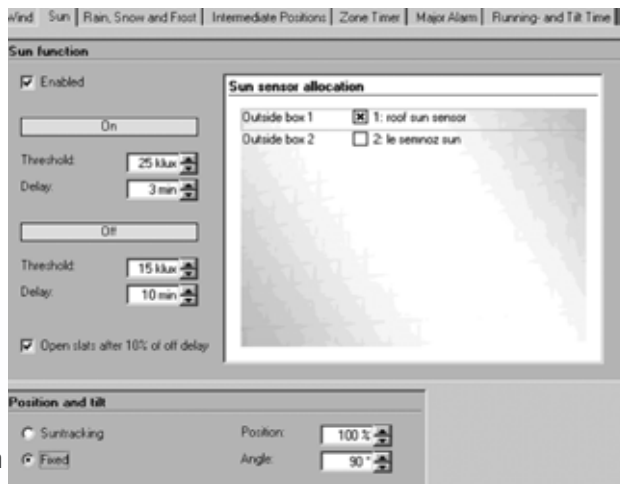 Wind Sun Rain, Snow and Frost Intermediate Positions Zone Timer Major Alarm Running- and Tilt Time
Sun function
Enabled
On
Threshold: 25 klux
Delay: 3 min
Off
Threshold: 15 klux
Delay: 10 min
Open slats after 10% of off delay
Sun sensor allocation
Outside box 1 1: roof sun sensor
Outside box 2 2: le semnoz sun
Position and tilt
Suntracking
Fixed
Position: 100 %
Angle: 90 °